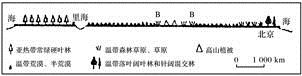 里海 里海 B B 北京
亚热带常绿硬叶林 温带森林草原、草原 高山植被
温带荒漠、半荒漠 温带落叶阔叶林和针阔混交林 0 1 000 km